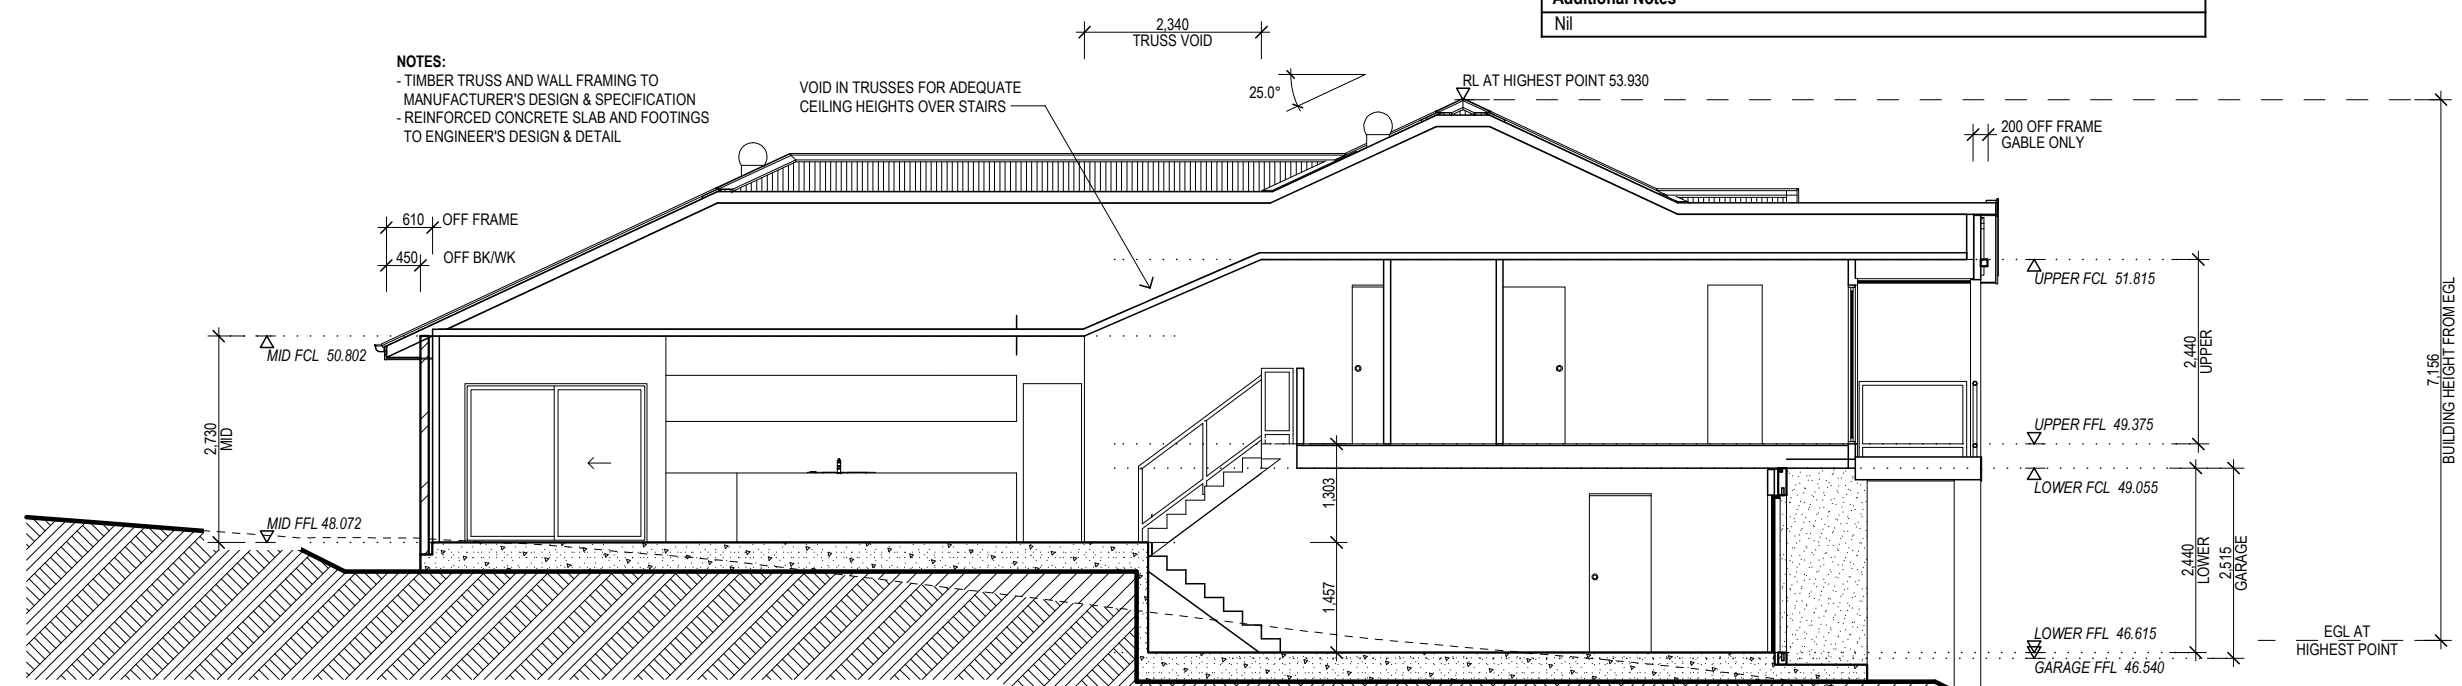 Additional Notes
Nil
2,340
TRUSS VOID
NOTES:
- TIMBER TRUSS AND WALL FRAMING TO
MANUFACTURER'S DESIGN & SPECIFICATION
- REINFORCED CONCRETE SLAB AND FOOTINGS
TO ENGINEER'S DESIGN & DETAIL
VOID IN TRUSSES FOR ADEQUATE
CEILING HEIGHTS OVER STAIRS
25.0°
RL AT HIGHEST POINT 53.930
200 OFF FRAME
GABLE ONLY
610 OFF FRAME
450 OFF BK/WK
UPPER FCL 51.815
MID FCL 50.802
2,730
MID
2,440
UPPER
7,156
BUILDING HEIGHT FROM EGL
UPPER FFL 49.375
LOWER FCL 49.055
MID FFL 48.072
1,303
1,457
2,440
LOWER
2,515
GARAGE
LOWER FFL 46.615
GARAGE FFL 46.540
EGL AT
HIGHEST POINT